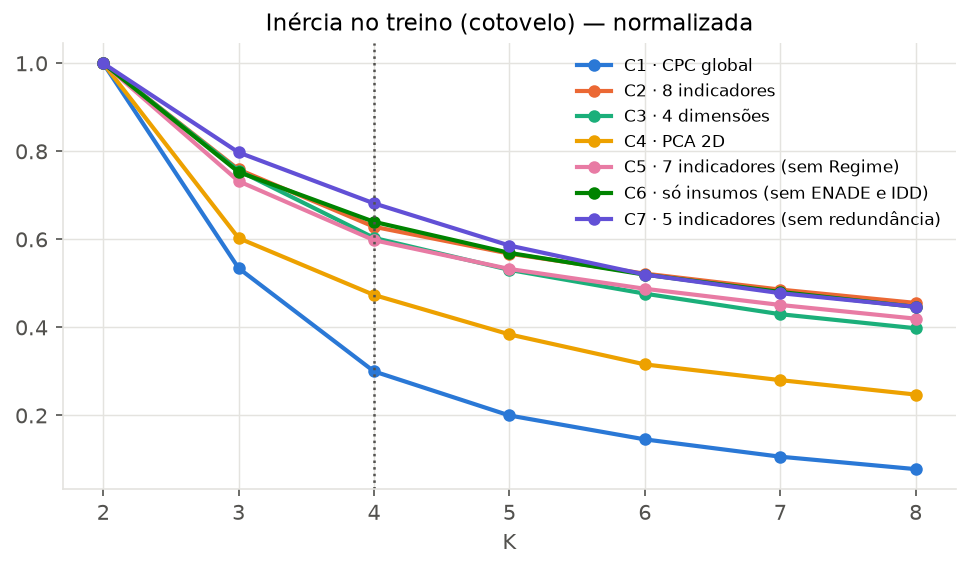 Inércia no treino (cotovelo) — normalizada
C1 · CPC global
C2 · 8 indicadores
C3 · 4 dimensões
C4 · PCA 2D
C5 · 7 indicadores (sem Regime)
C6 · só insumos (sem ENADE e IDD)
C7 · 5 indicadores (sem redundância)
1.0
0.8
0.6
0.4
0.2
2 3 4 5 6 7 8
K